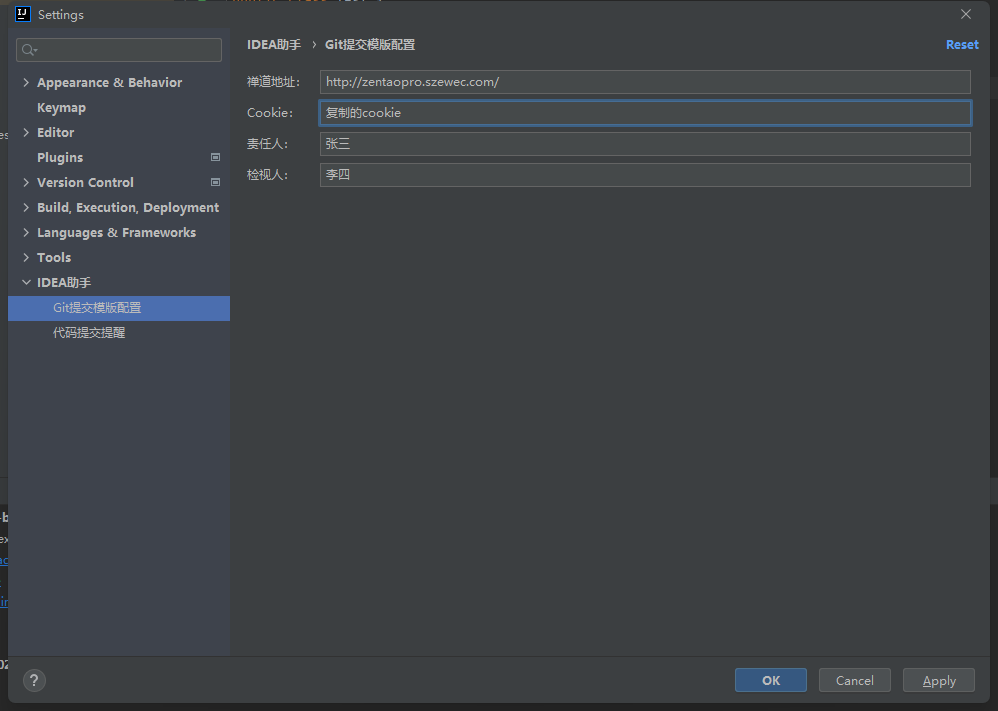 Settings
IDEA助手 › Git提交模版配置
Reset
Appearance & Behavior
Keymap
Editor
Plugins
Version Control
Build, Execution, Deployment
Languages & Frameworks
Tools
IDEA助手
Git提交模版配置
代码提交提醒
禅道地址: http://zentaopro.szewec.com/
Cookie: 复制的cookie
责任人: 张三
检视人: 李四
?
OK
Cancel
Apply